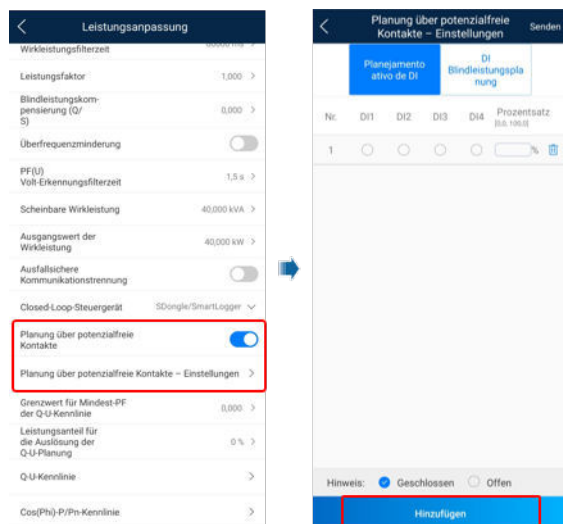 Leistungsanpassung
Wirkleistungsfilterzeit
Leistungsfaktor 1,000
Blindleistungskom-
pensierung (Q/ 0,000
S)
Überfrequenzminderung
PF(U)
Volt-Erkennungsfilterzeit 1,5 s
Scheinbare Wirkleistung 40,000 kVA
Ausgangswert der
Wirkleistung 40,000 kW
Ausfallsichere
Kommunikationstrennung
Closed-Loop-Steuergerät SDongle/SmartLogger
Planung über potenzialfreie
Kontakte
Planung über potenzialfreie Kontakte – Einstellungen
Grenzwert für Mindest-PF
der Q-U-Kennlinie 0,000
Leistungsanteil für
die Auslösung der 0 %
Q-U-Planung
Q-U-Kennlinie
Cos(Phi)-P/Pn-Kennlinie
Planung über potenzialfreie
Kontakte – Einstellungen
Senden
Planejamento
ativo de DI
DI
Blindleistungspla
nung
Nr. DI1 DI2 DI3 DI4 Prozentsatz
[0.0, 100.0]
1 %
Hinweis: Geschlossen Offen
Hinzufügen